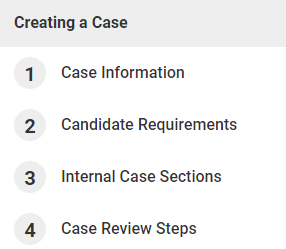 Creating a Case
1 Case Information
2 Candidate Requirements
3 Internal Case Sections
4 Case Review Steps